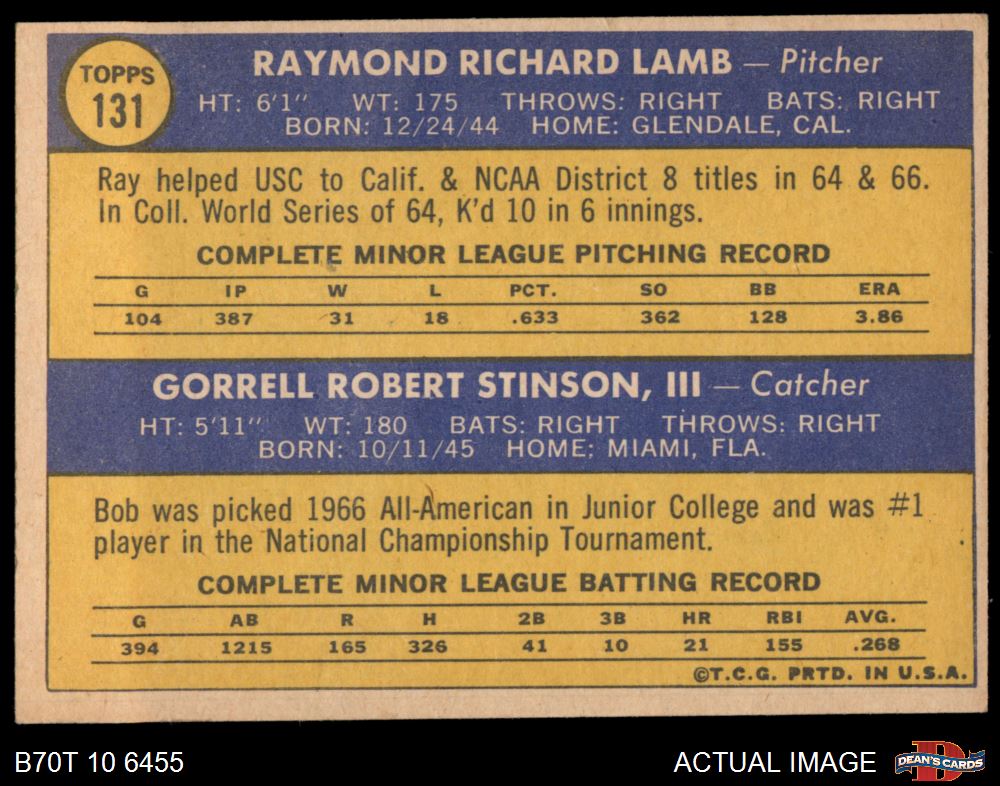 TOPPS
131
RAYMOND RICHARD LAMB — Pitcher
HT: 6'1" WT: 175 THROWS: RIGHT BATS: RIGHT
BORN: 12/24/44 HOME: GLENDALE, CAL.
Ray helped USC to Calif. & NCAA District 8 titles in 64 & 66.
In Coll. World Series of 64, K'd 10 in 6 innings.
COMPLETE MINOR LEAGUE PITCHING RECORD
G IP W L PCT. SO BB ERA
104 387 31 18 .633 362 128 3.86
GORRELL ROBERT STINSON, III — Catcher
HT: 5'11" WT: 180 BATS: RIGHT THROWS: RIGHT
BORN: 10/11/45 HOME: MIAMI, FLA.
Bob was picked 1966 All-American in Junior College and was #1
player in the National Championship Tournament.
COMPLETE MINOR LEAGUE BATTING RECORD
G AB R H 2B 3B HR RBI AVG.
394 1215 165 326 41 10 21 155 .268
©T.C.G. PRTD. IN U.S.A.
B70T 10 6455 ACTUAL IMAGE
D
DEAN'S CARDS